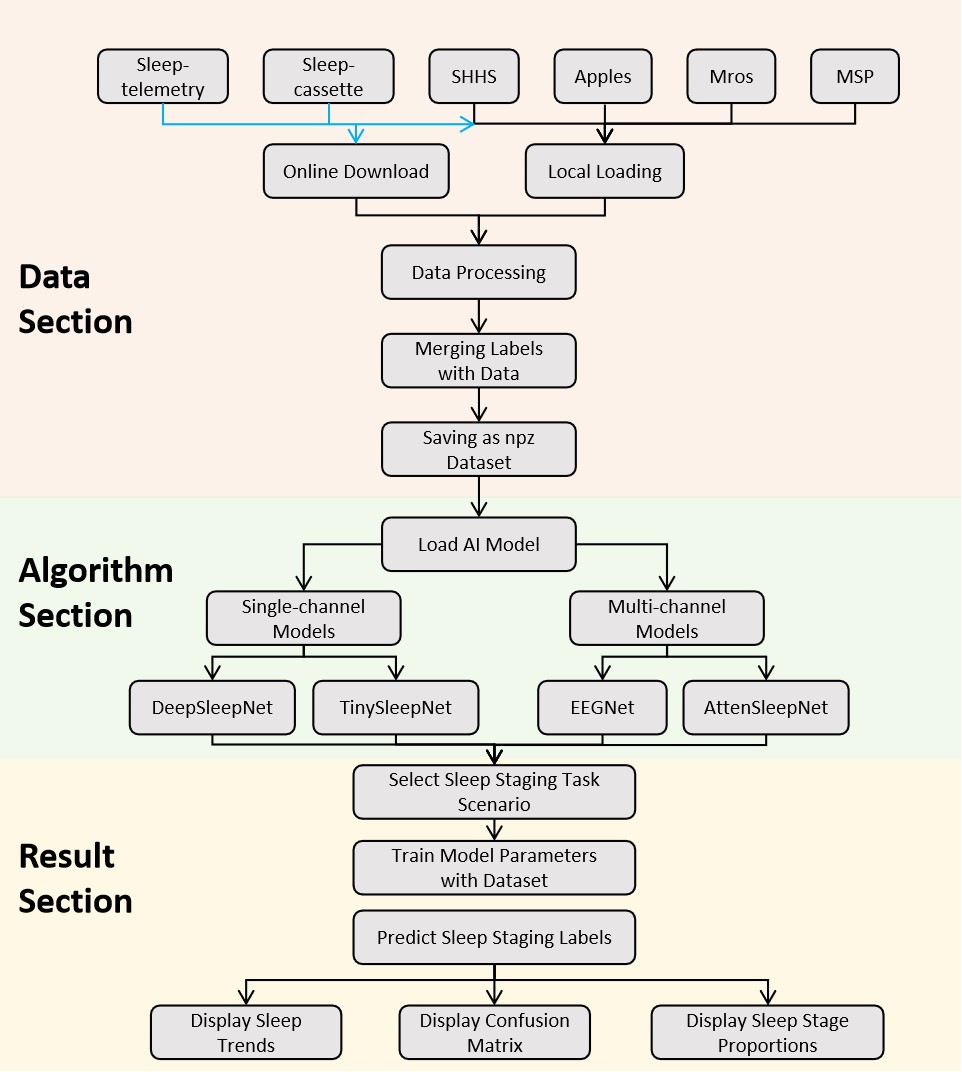 Sleep-
telemetry
Sleep-
cassette
SHHS
Apples
Mros
MSP
Online Download
Local Loading
Data
Section
Data Processing
Merging Labels
with Data
Saving as npz
Dataset
Algorithm
Section
Load AI Model
Single-channel
Models
Multi-channel
Models
DeepSleepNet
TinySleepNet
EEGNet
AttenSleepNet
Result
Section
Select Sleep Staging Task
Scenario
Train Model Parameters
with Dataset
Predict Sleep Staging Labels
Display Sleep
Trends
Display Confusion
Matrix
Display Sleep Stage
Proportions